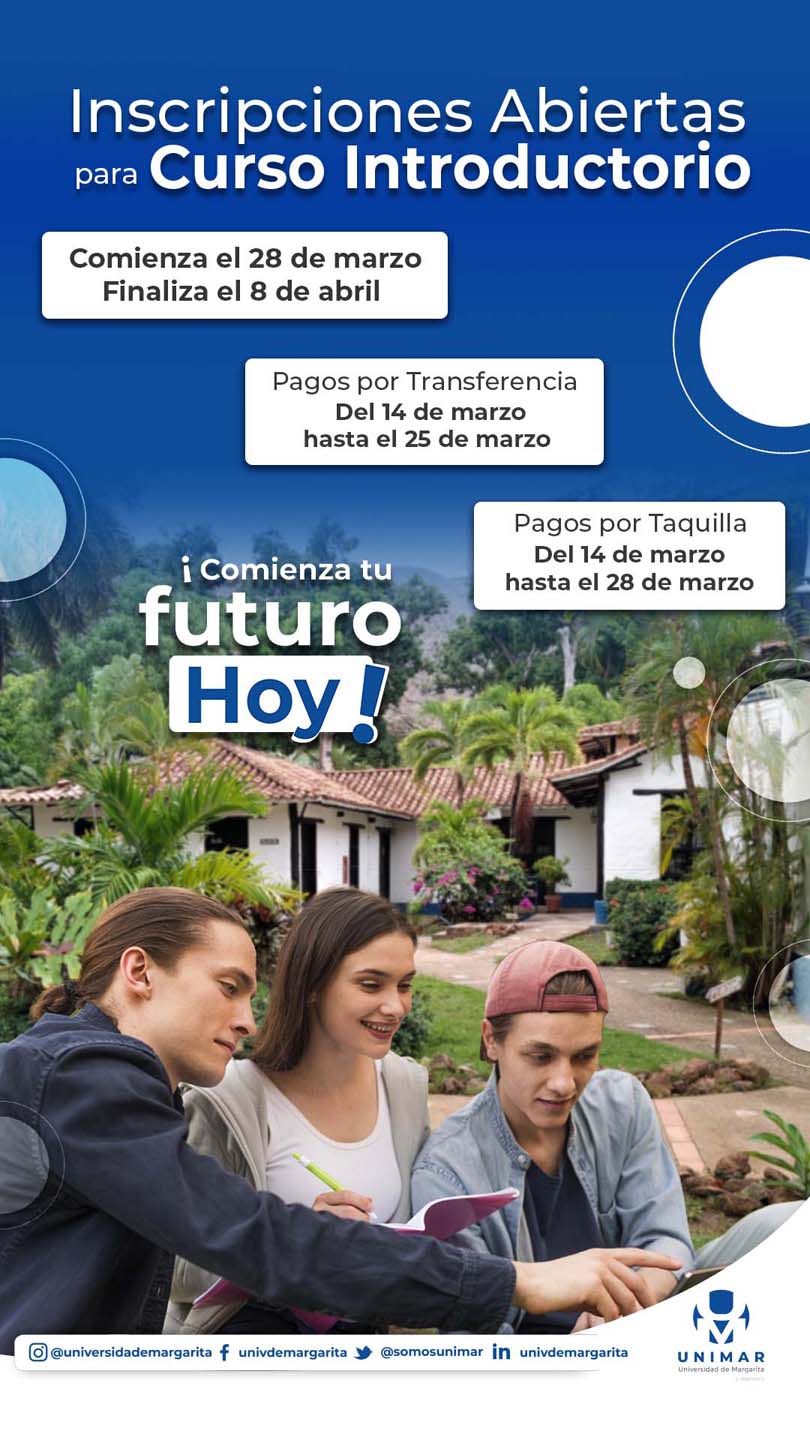 Inscripciones Abiertas
para Curso Introductorio
Comienza el 28 de marzo
Finaliza el 8 de abril
Pagos por Transferencia
Del 14 de marzo
hasta el 25 de marzo
Pagos por Taquilla
Del 14 de marzo
hasta el 28 de marzo
¡Comienza tu
futuro
Hoy!
@universidademargarita univdemargarita @somosunimar univdemargarita
UNIMAR
Universidad de Margarita